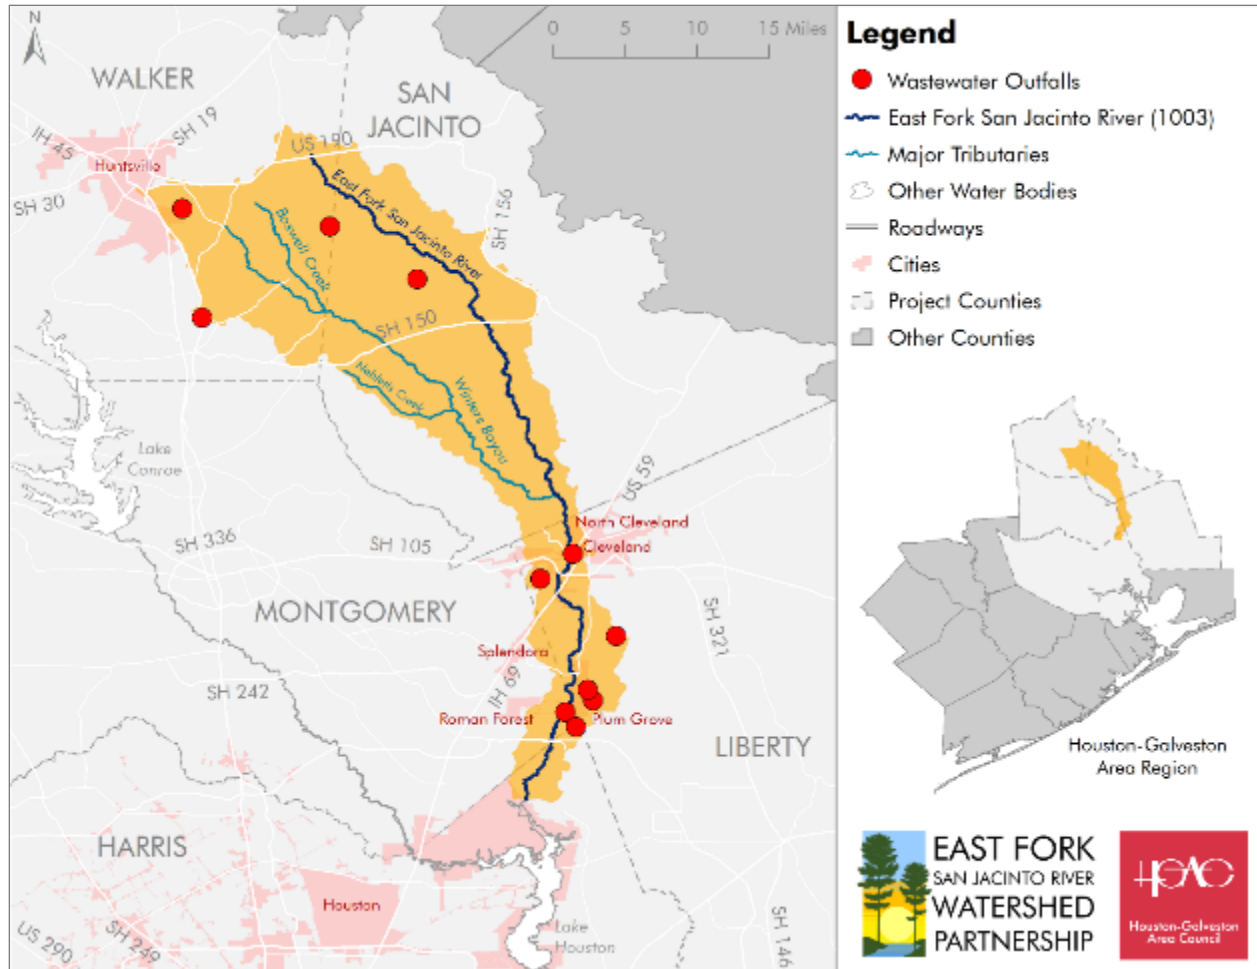 N
0 5 10 15 Miles
WALKER
SAN
JACINTO
IH 45
SH 19
US 190
Huntsville
SH 30
East Fork San Jacinto River
SH 156
Boswell Creek
SH 150
Nebletts Creek
Winters Bayou
Lake
Conroe
US 59
North Cleveland
Cleveland
SH 336
SH 105
MONTGOMERY
SH 321
Splendora
IH 69
SH 242
Roman Forest
Plum Grove
LIBERTY
HARRIS
Houston
Lake
Houston
US 290
SH 249
SH 146
Legend
Wastewater Outfalls
East Fork San Jacinto River (1003)
Major Tributaries
Other Water Bodies
Roadways
Cities
Project Counties
Other Counties
Houston-Galveston
Area Region
EAST FORK
SAN JACINTO RIVER
WATERSHED
PARTNERSHIP
Houston-Galveston
Area Council